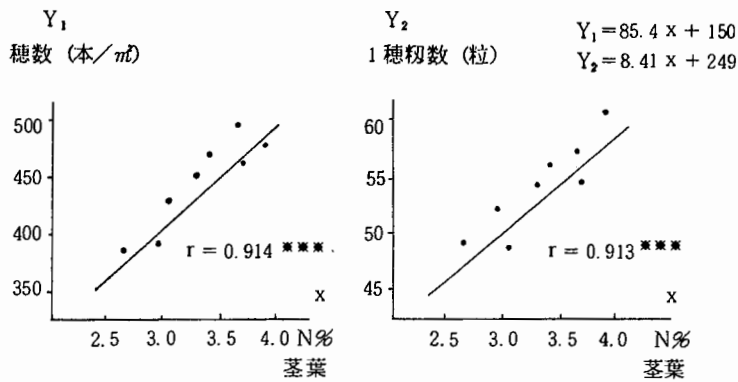 Y₁
穂数 (本/㎡)
500
450
400
350
r = 0.914 ***
x
2.5 3.0 3.5 4.0 N%
茎葉
Y₂
1穂籾数 (粒)
60
55
50
45
r = 0.913 ***
x
2.5 3.0 3.5 4.0 N%
茎葉
Y₁=85.4 x + 150
Y₂=8.41 x + 249